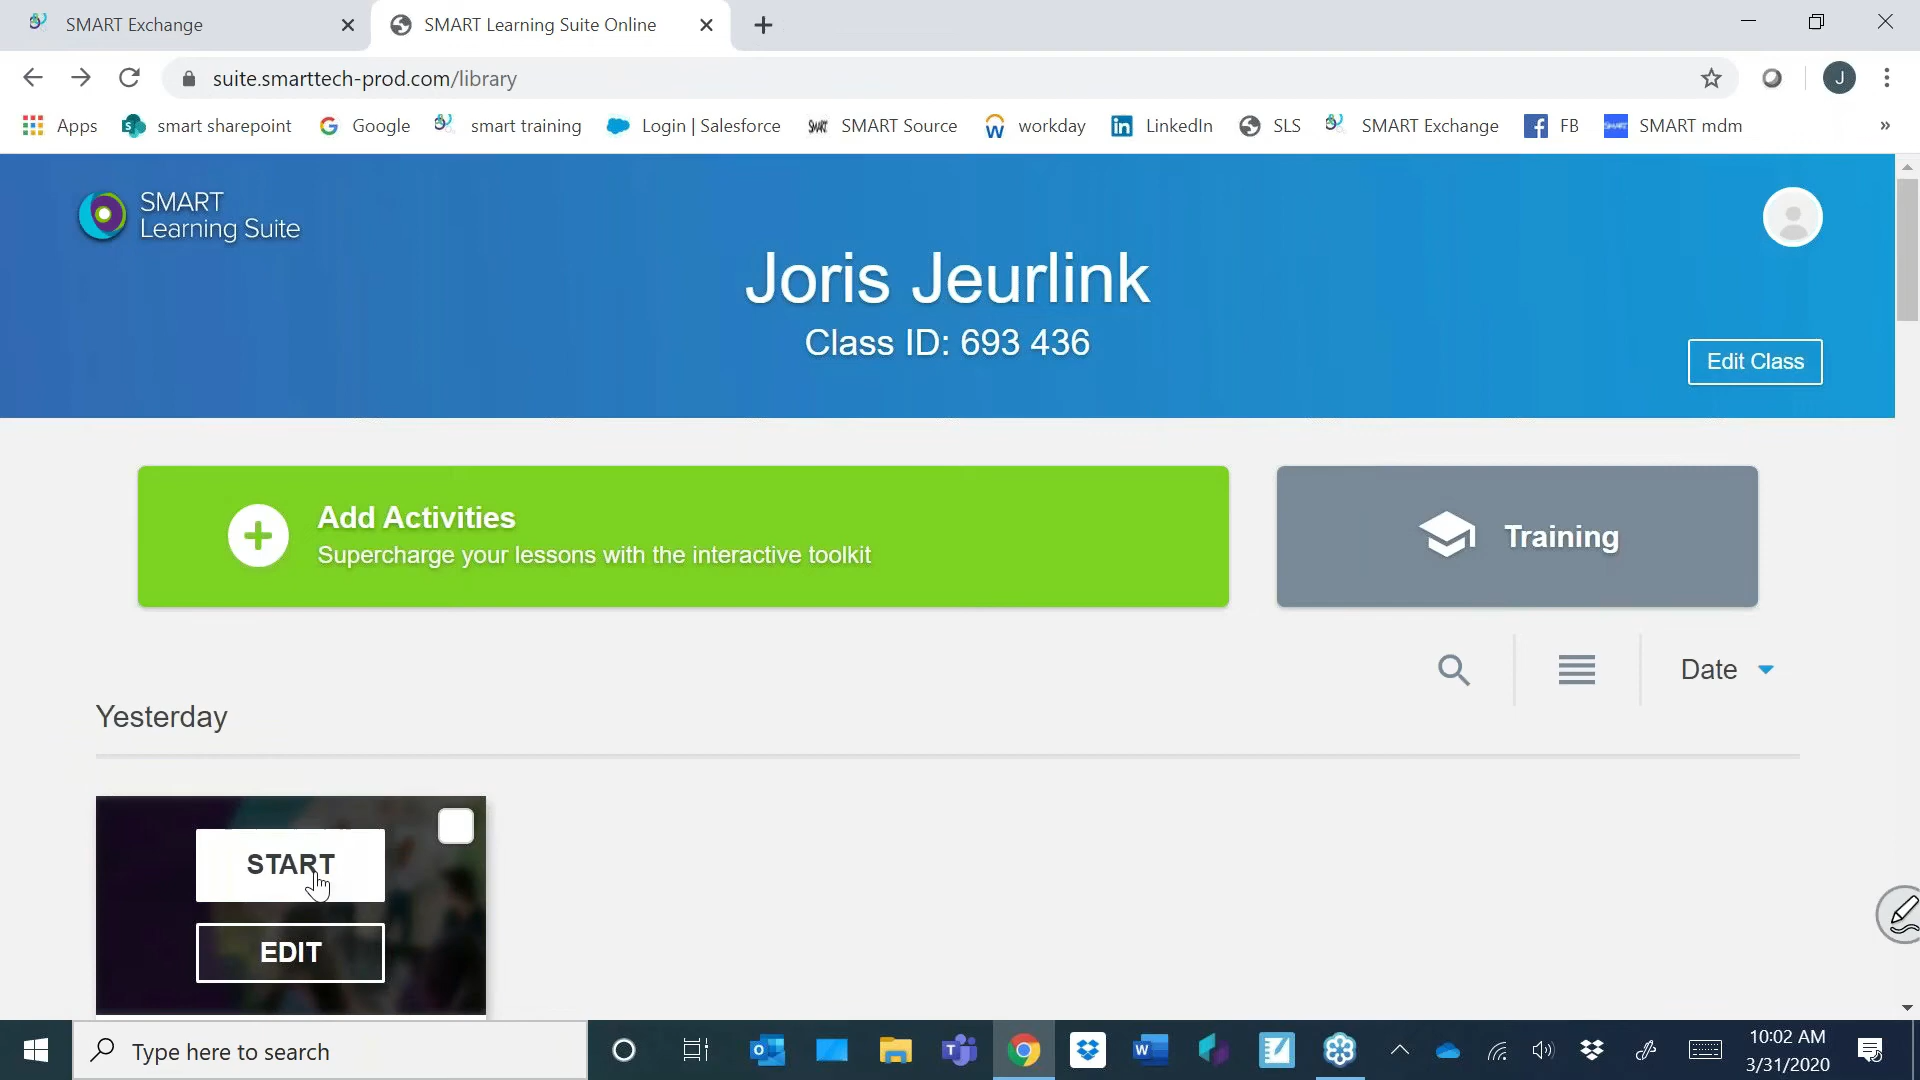 SMART Exchange
SMART Learning Suite Online
suite.smarttech-prod.com/library
J
Apps
smart sharepoint
Google
smart training
Login | Salesforce
SMART Source
workday
LinkedIn
SLS
SMART Exchange
FB
SMART mdm
»
SMART
Learning Suite
Joris Jeurlink
Class ID: 693 436
Edit Class
Add Activities
Supercharge your lessons with the interactive toolkit
Training
Date
Yesterday
START
EDIT
Type here to search
10:02 AM
3/31/2020